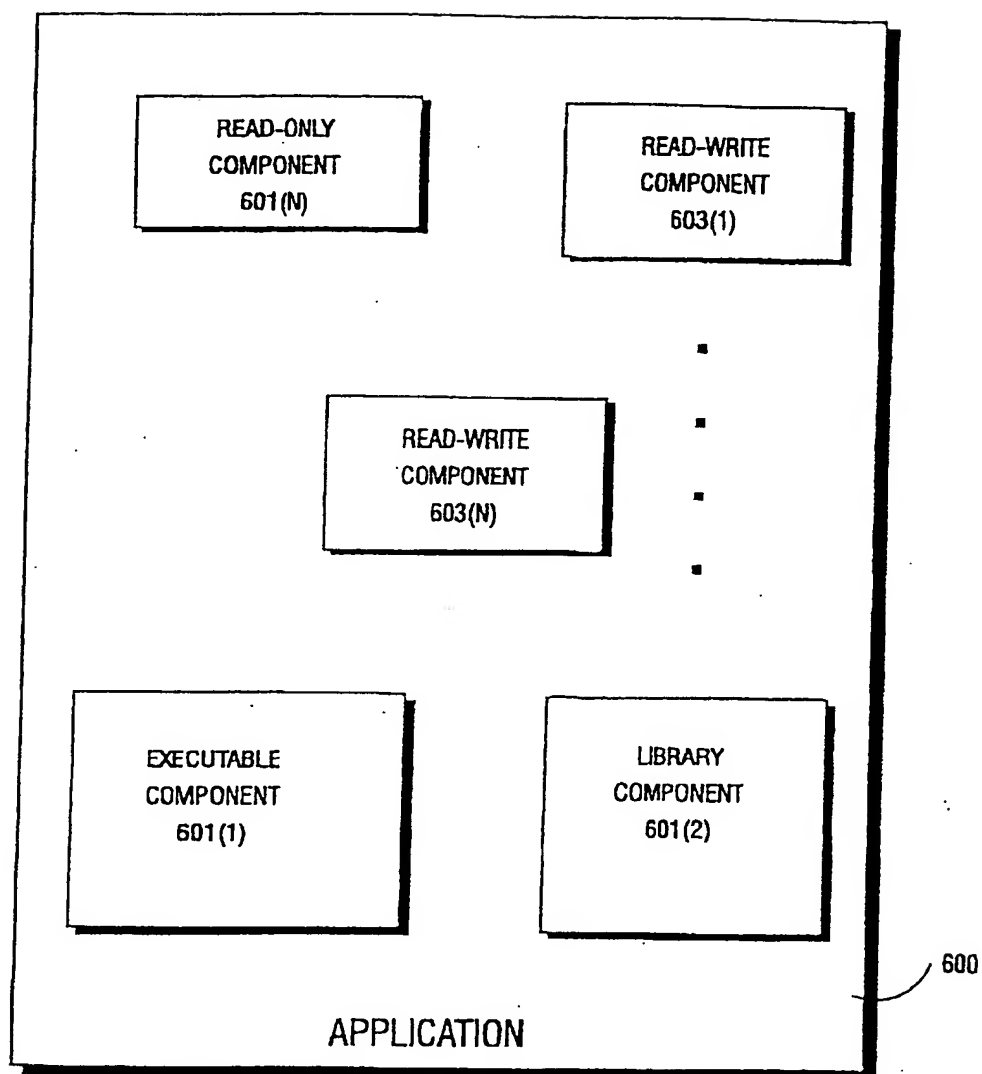 READ-ONLY
COMPONENT
601(N)
READ-WRITE
COMPONENT
603(1)
READ-WRITE
COMPONENT
603(N)
EXECUTABLE
COMPONENT
601(1)
LIBRARY
COMPONENT
601(2)
600
APPLICATION